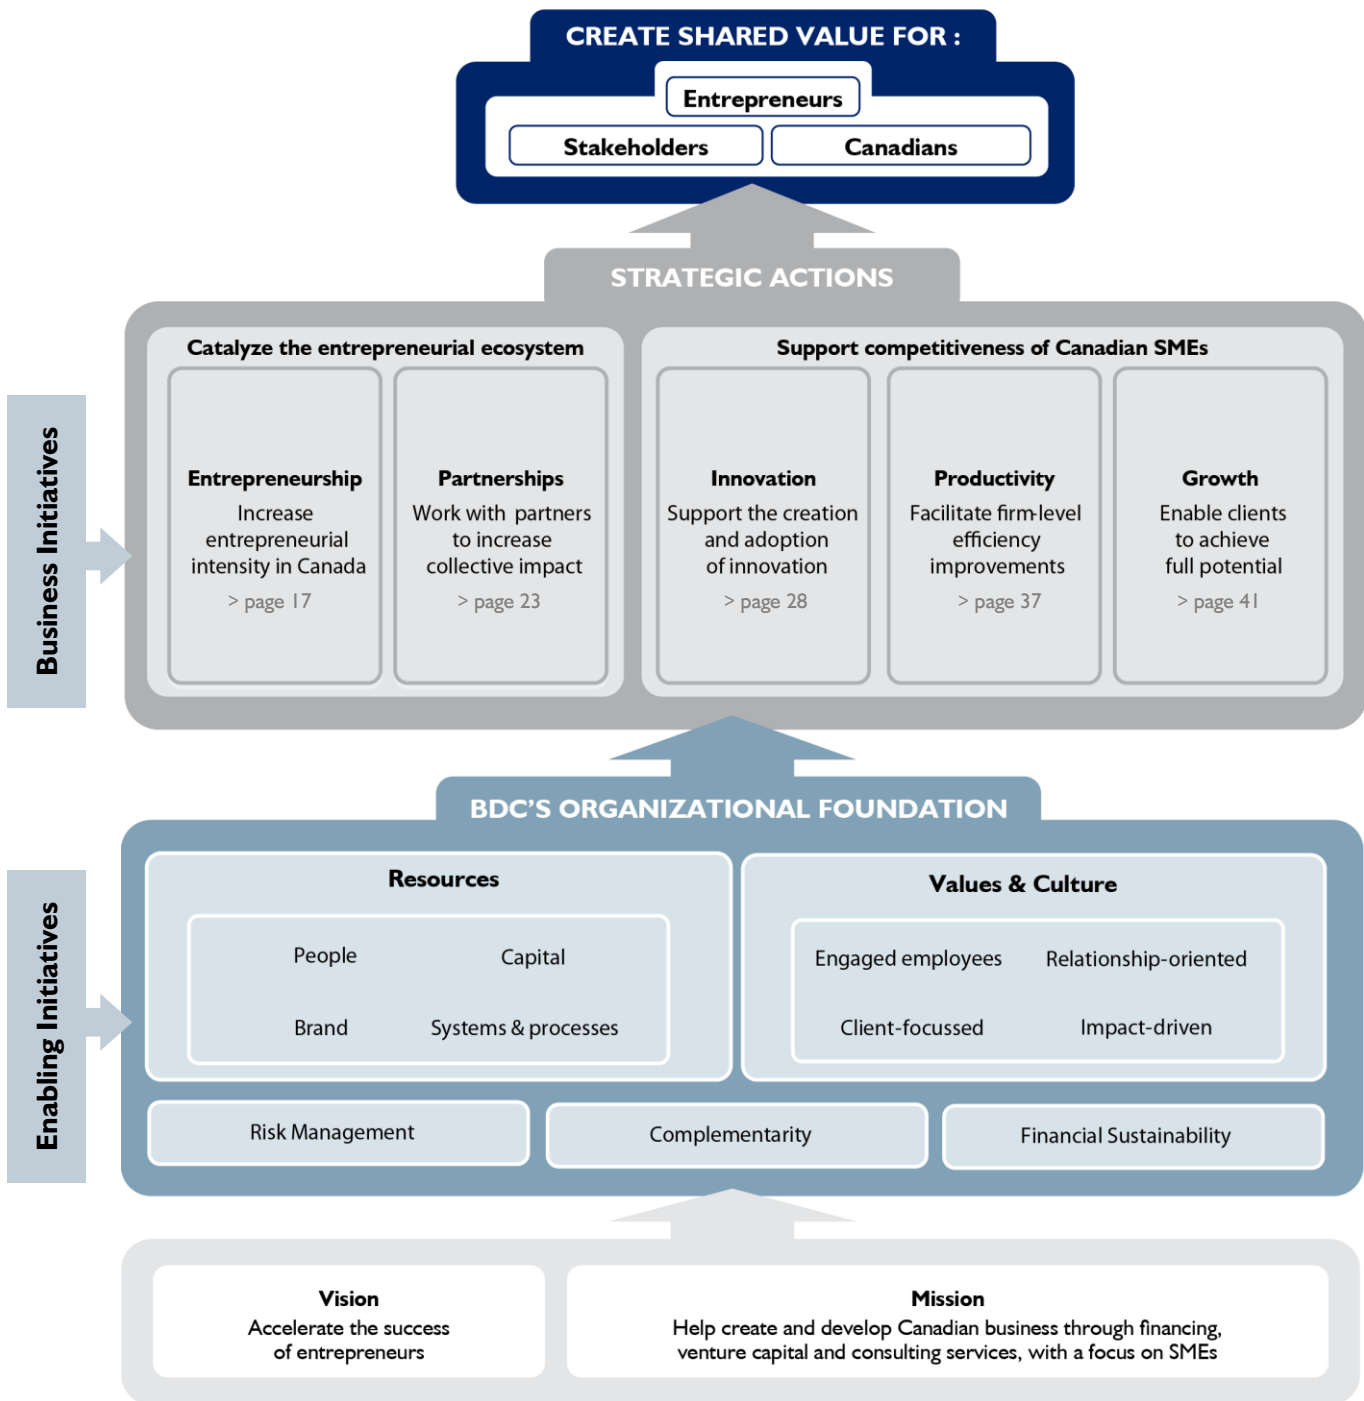 CREATE SHARED VALUE FOR :
Entrepreneurs
Stakeholders
Canadians
STRATEGIC ACTIONS
Business Initiatives
Catalyze the entrepreneurial ecosystem
Entrepreneurship
Increase
entrepreneurial
intensity in Canada
> page 17
Partnerships
Work with partners
to increase
collective impact
> page 23
Support competitiveness of Canadian SMEs
Innovation
Support the creation
and adoption
of innovation
> page 28
Productivity
Facilitate firm-level
efficiency
improvements
> page 37
Growth
Enable clients
to achieve
full potential
> page 41
BDC'S ORGANIZATIONAL FOUNDATION
Enabling Initiatives
Resources
People
Capital
Brand
Systems & processes
Values & Culture
Engaged employees
Relationship-oriented
Client-focussed
Impact-driven
Risk Management
Complementarity
Financial Sustainability
Vision
Accelerate the success
of entrepreneurs
Mission
Help create and develop Canadian business through financing,
venture capital and consulting services, with a focus on SMEs